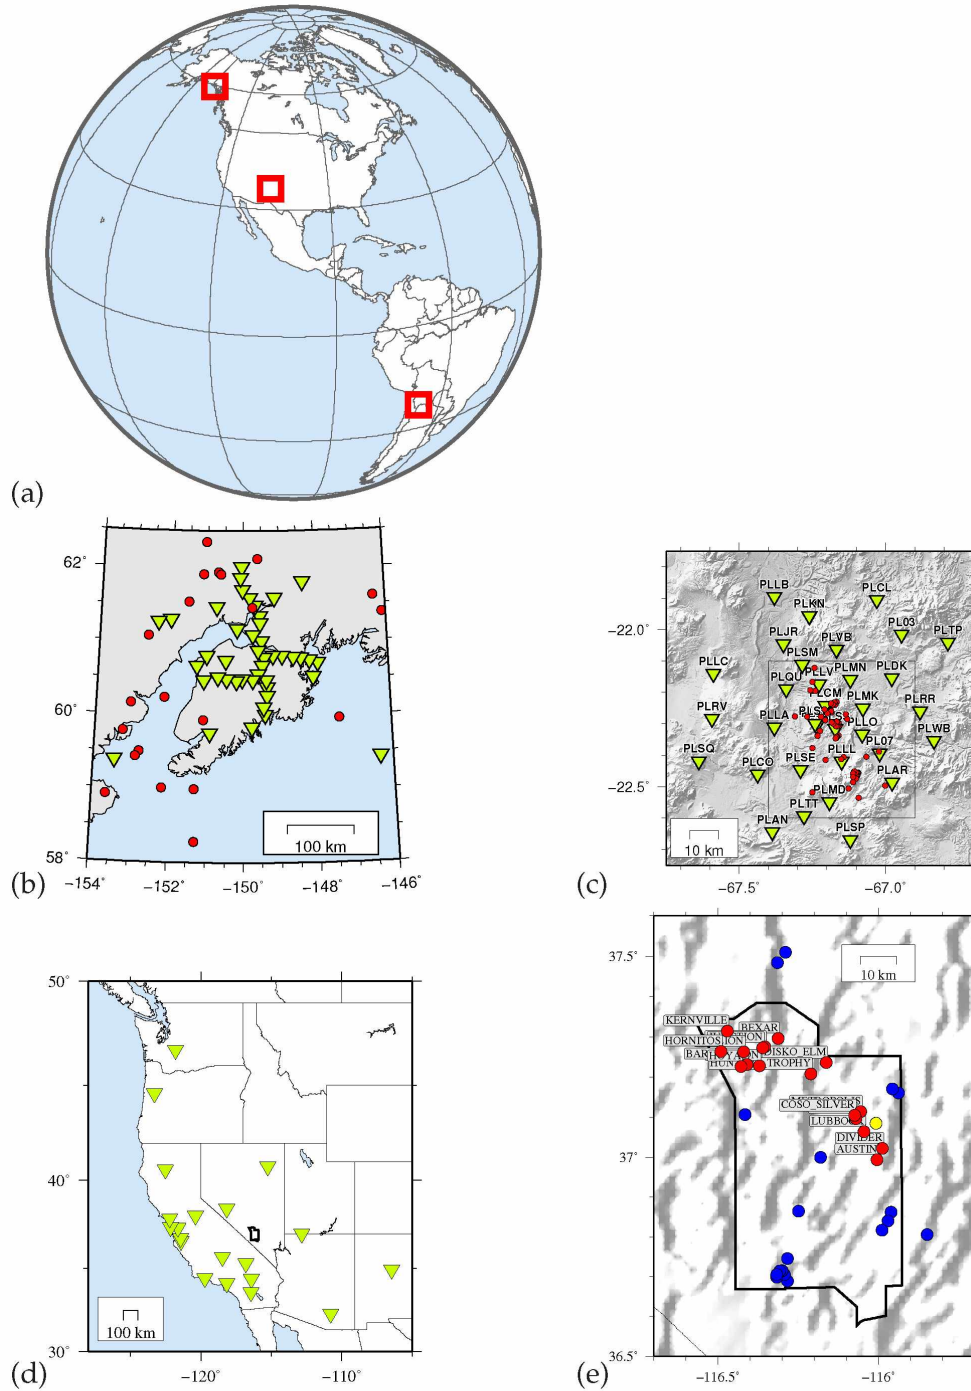 (a)
62°
60°
58°
-154 -152° -150° -148° -146
100 km
(b)
PLLB PLCL
PLKN
PL03
PLTP
PLJR PLVB
PLSM
PLLC PLMN PLDK
PLQU PLLV
PLCM PLMK PLRR
PLRV
PLLA PLLO PLWB
PL07
PLSQ PLCO PLSE PLLL
PLAR
PLMD
PLTT
PLAN PLSP
-22.0°
-22.5°
10 km
-67.5° -67.0°
(c)
50°
40°
30°
100 km
-120° -110°
(d)
37.5°
37°
36.5°
10 km
KERNVILLE
BEXAR
HORNITOS
DISKO_ELM
TROPHY
COSO_SILVER
LUBBOCK
DIVIDER
AUSTIN
-116.5° -116°
(e)